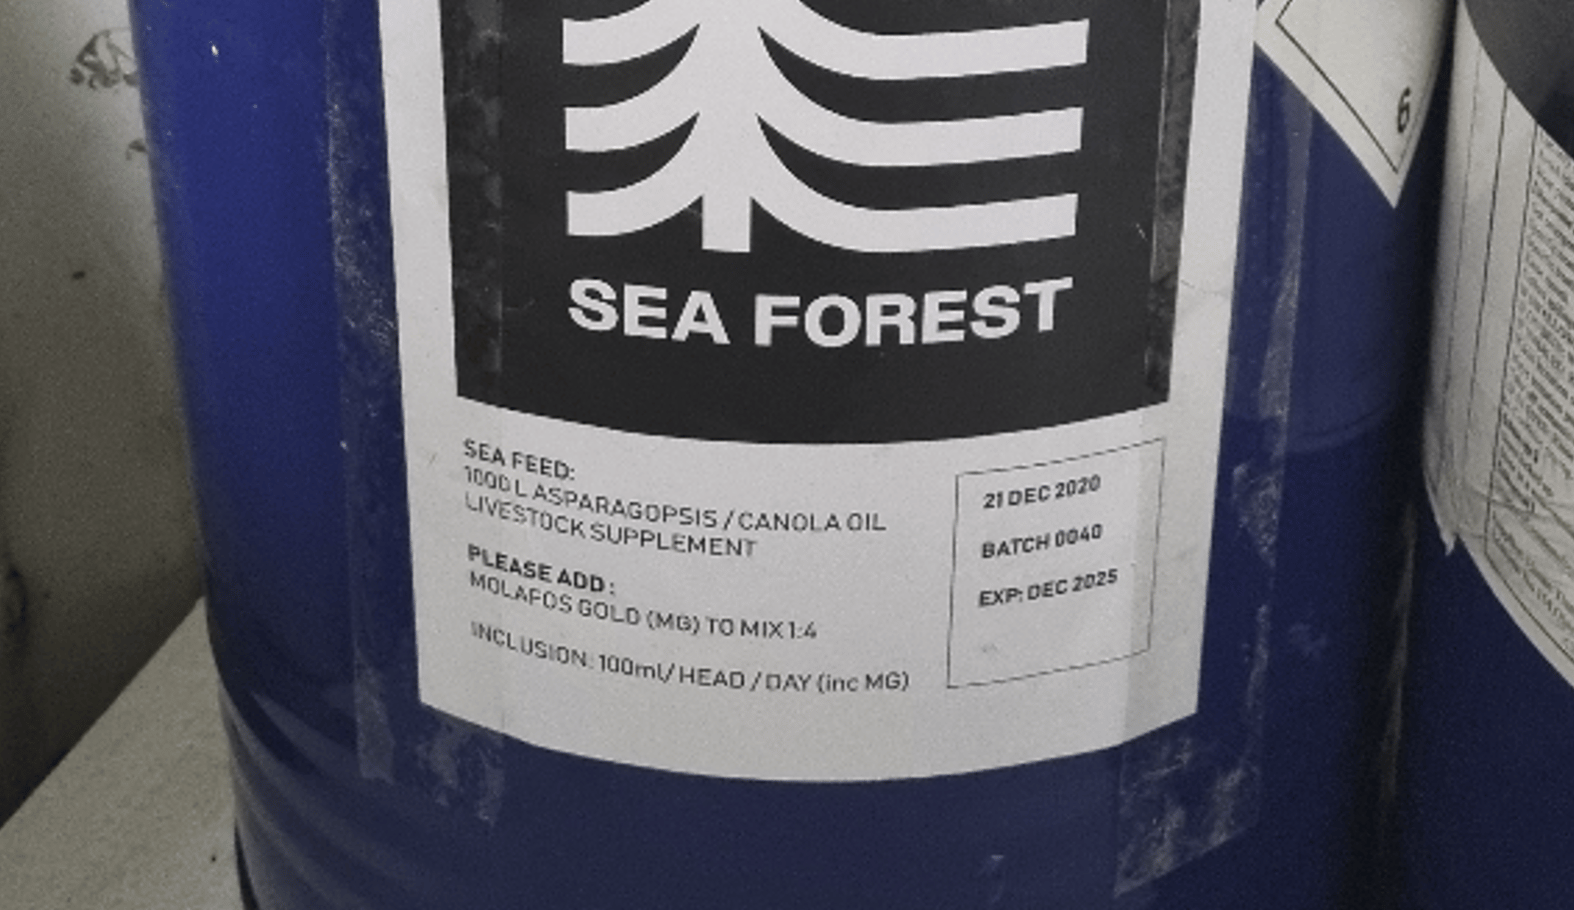 SEA FOREST
SEA FEED:
1000 L ASPARAGOPSIS / CANOLA OIL
LIVESTOCK SUPPLEMENT
PLEASE ADD:
MOLAFOS GOLD (MG) TO MIX 1:4
INCLUSION: 100ml/ HEAD / DAY (inc MG)
21 DEC 2020
BATCH 0040
EXP: DEC 2025
6